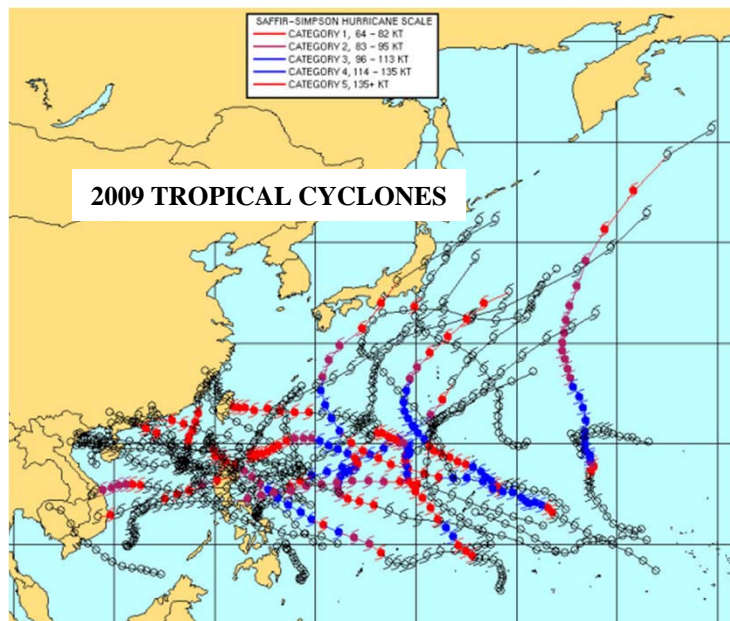 SAFFIR-SIMPSON HURRICANE SCALE
CATEGORY 1, 64 - 82 KT
CATEGORY 2, 83 - 95 KT
CATEGORY 3, 96 - 113 KT
CATEGORY 4, 114 - 135 KT
CATEGORY 5, 135+ KT
2009 TROPICAL CYCLONES